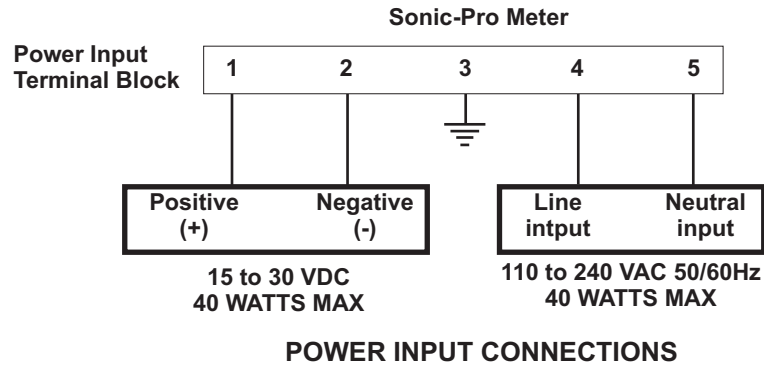 Sonic-Pro Meter
Power Input
Terminal Block
1 2 3 4 5
Positive
(+)
Negative
(-)
Line
intput
Neutral
input
15 to 30 VDC
40 WATTS MAX
110 to 240 VAC 50/60Hz
40 WATTS MAX
POWER INPUT CONNECTIONS